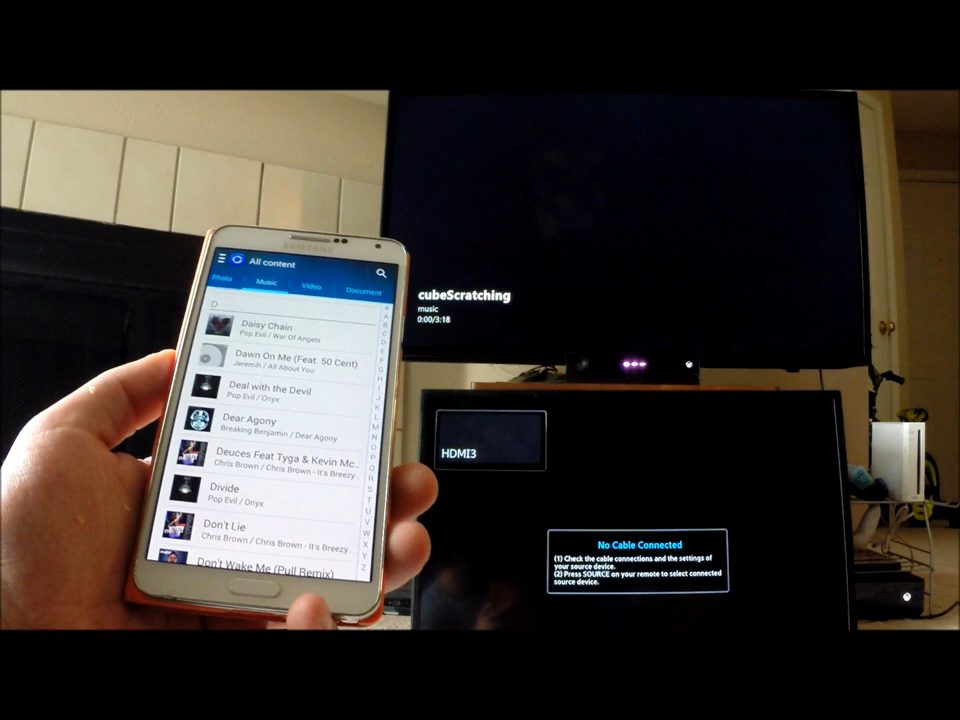 SAMSUNG
All content
Photo Music Video Document
D
Daisy Chain
Pop Evil / War Of Angels
Dawn On Me (Feat. 50 Cent)
Jeremih / All About You
Deal with the Devil
Pop Evil / Onyx
Dear Agony
Breaking Benjamin / Dear Agony
Deuces Feat Tyga & Kevin Mc..
Chris Brown / Chris Brown - It's Breezy..
Divide
Pop Evil / Onyx
Don't Lie
Chris Brown / Chris Brown - It's Breezy..
Don't Wake Me (Pull Remix)
#
A
B
C
D
E
F
G
H
I
J
K
L
M
N
O
P
Q
R
S
T
U
V
W
X
Y
Z
cubeScratching
music
0:00/3:18
HDMI3
No Cable Connected
(1) Check the cable connections and the settings of
your source device.
(2) Press SOURCE on your remote to select connected
source device.